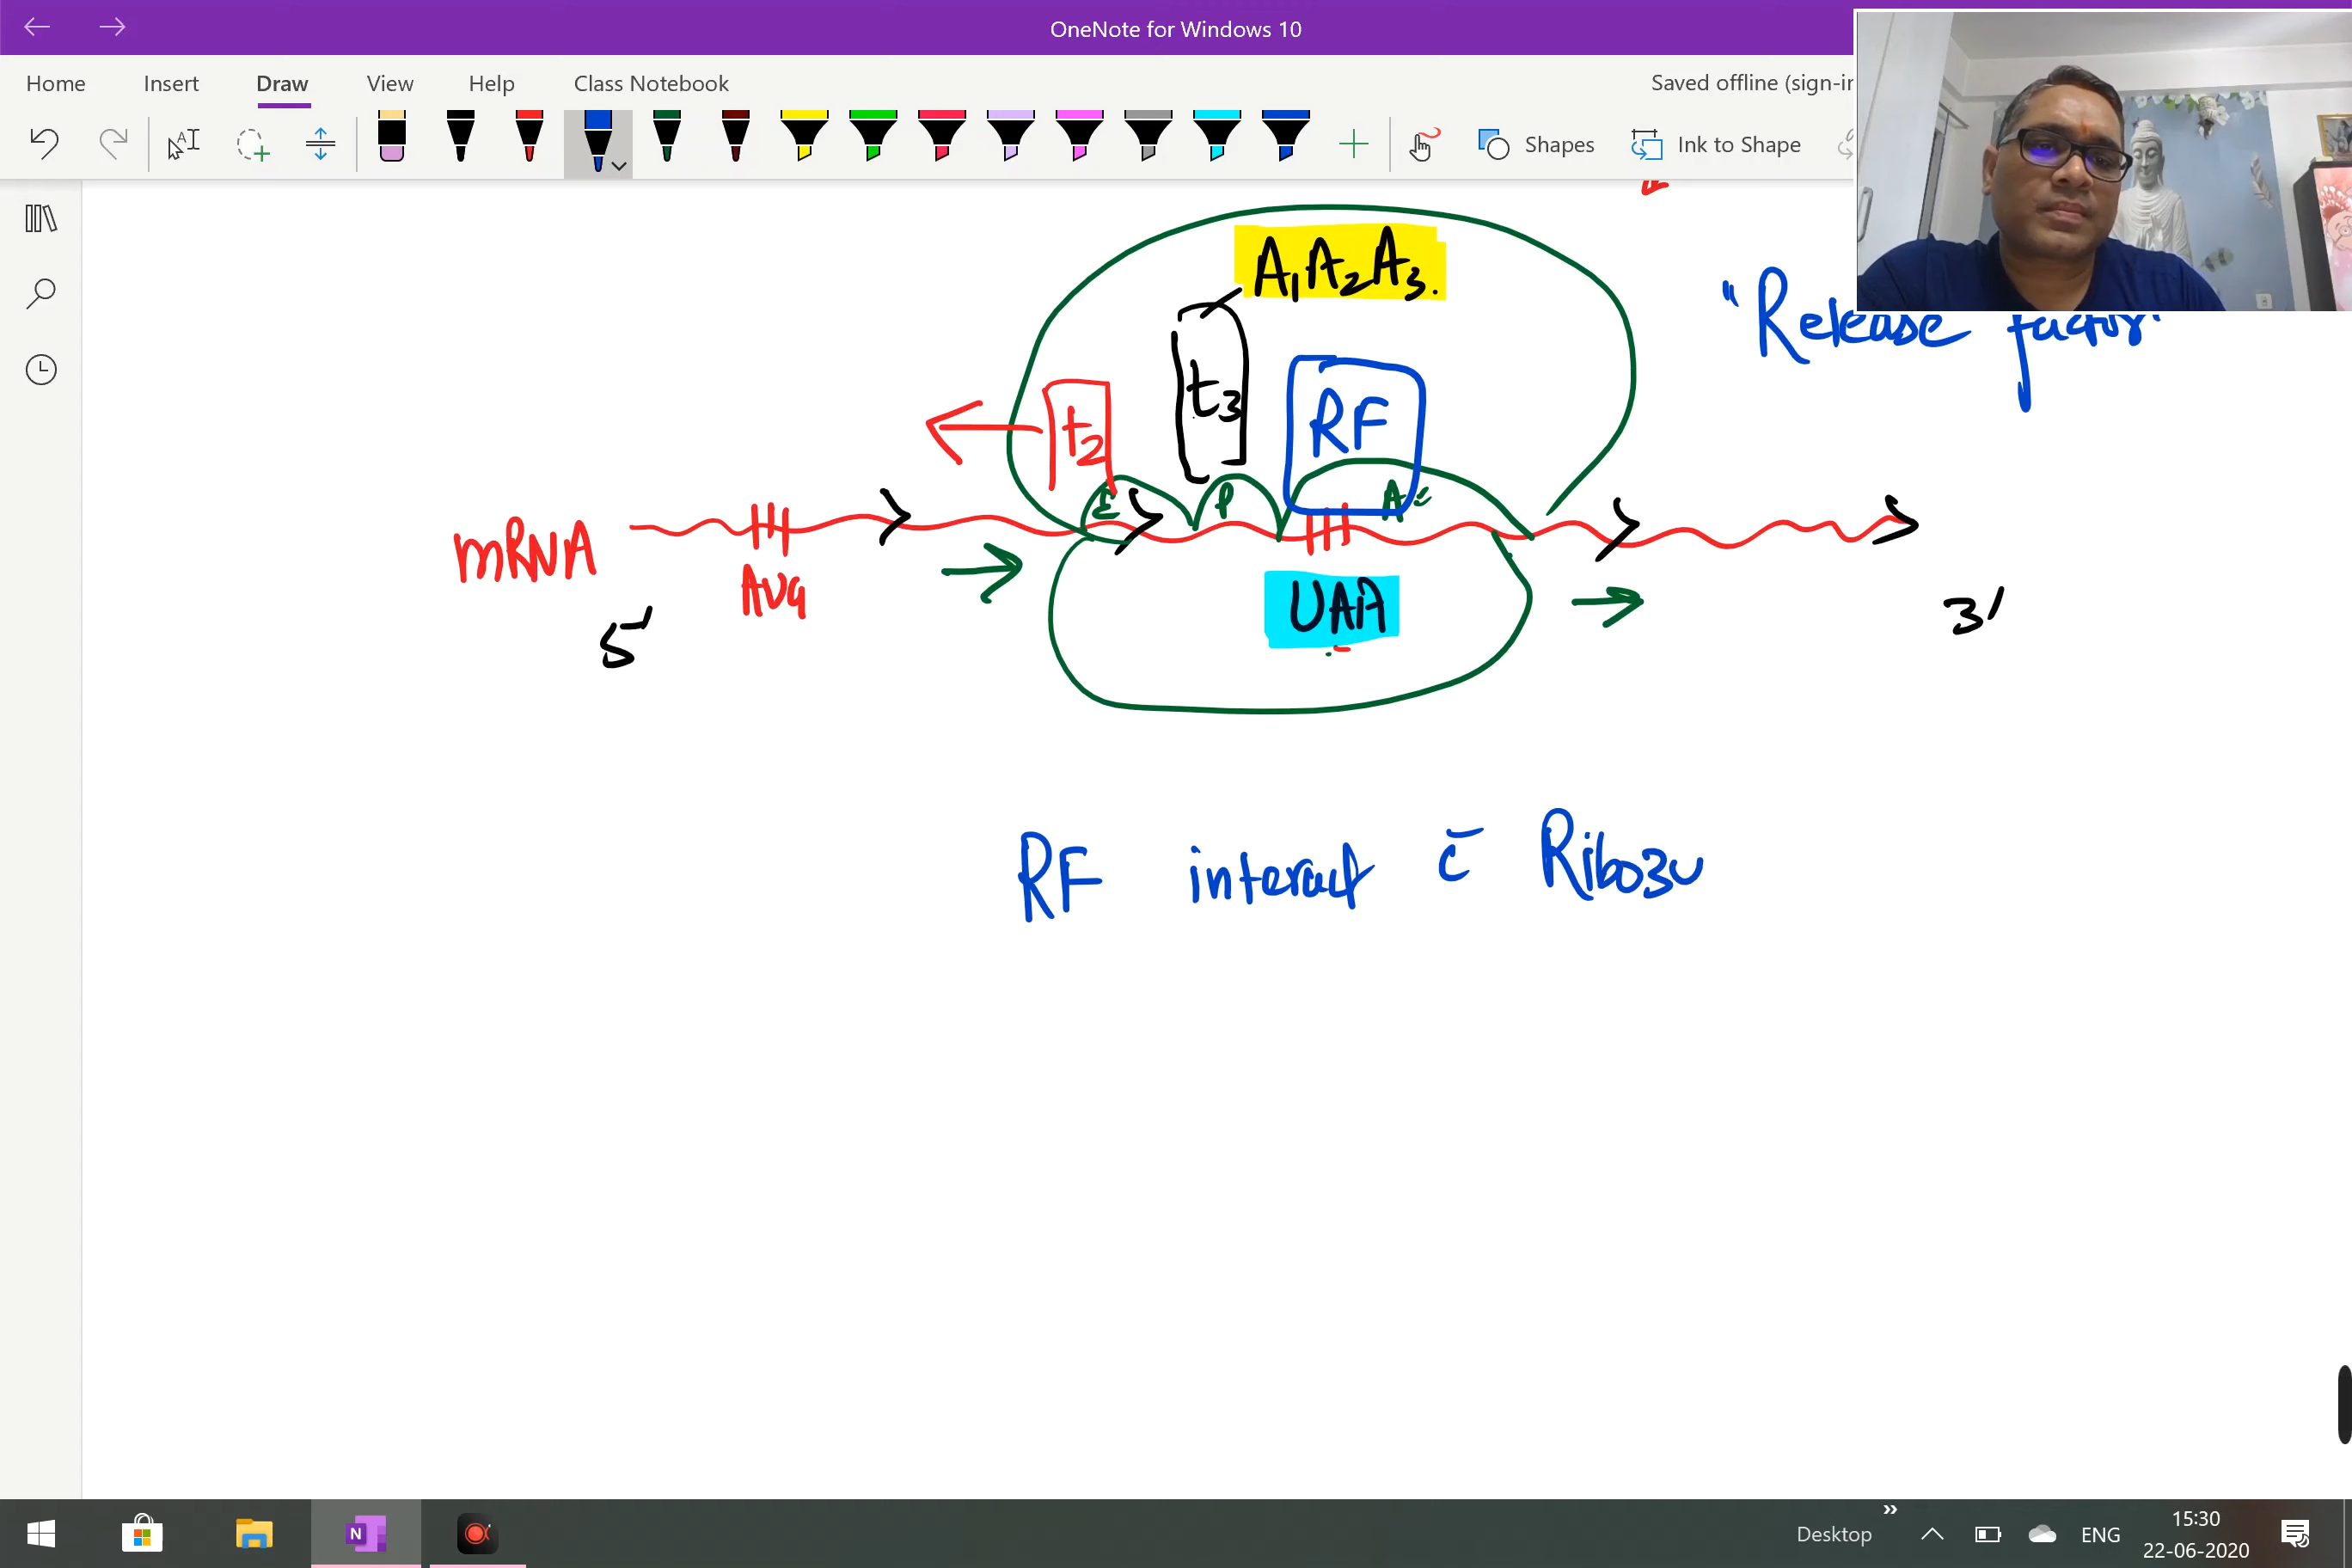 OneNote for Windows 10
Home Insert Draw View Help Class Notebook Saved offline (sign-in
Shapes Ink to Shape
A1A2A3.
"Release factor"
t3
RF
t2
E P A
mRNA
AUG
UAA
5' 3'
RF interact c̄ Ribozu
N
Desktop ENG
15:30
22-06-2020